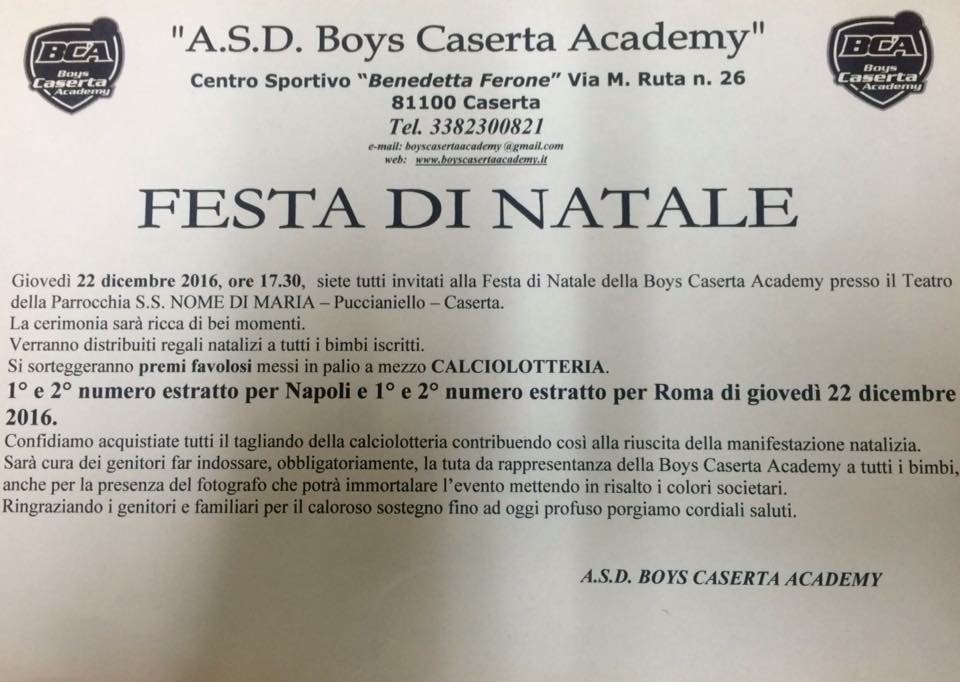 BCA
Boys
Caserta
Academy
"A.S.D. Boys Caserta Academy"
BCA
Boys
Caserta
Academy
Centro Sportivo "Benedetta Ferone" Via M. Ruta n. 26
81100 Caserta
Tel. 3382300821
e-mail: boyscasertaacademy @gmail.com
web: www.boyscasertaacademy.it
FESTA DI NATALE
Giovedì 22 dicembre 2016, ore 17.30, siete tutti invitati alla Festa di Natale della Boys Caserta Academy presso il Teatro
della Parrocchia S.S. NOME DI MARIA – Puccianiello – Caserta.
La cerimonia sarà ricca di bei momenti.
Verranno distribuiti regali natalizi a tutti i bimbi iscritti.
Si sorteggeranno premi favolosi messi in palio a mezzo CALCIOLOTTERIA.
1° e 2° numero estratto per Napoli e 1° e 2° numero estratto per Roma di giovedì 22 dicembre
2016.
Confidiamo acquistiate tutti il tagliando della calciolotteria contribuendo così alla riuscita della manifestazione natalizia.
Sarà cura dei genitori far indossare, obbligatoriamente, la tuta da rappresentanza della Boys Caserta Academy a tutti i bimbi,
anche per la presenza del fotografo che potrà immortalare l'evento mettendo in risalto i colori societari.
Ringraziando i genitori e familiari per il caloroso sostegno fino ad oggi profuso porgiamo cordiali saluti.
A.S.D. BOYS CASERTA ACADEMY